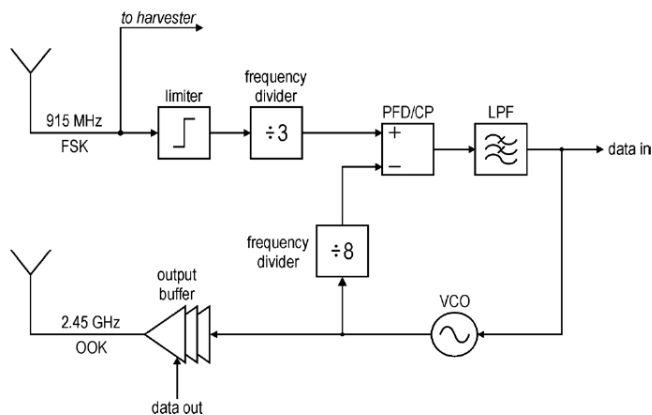 to harvester
limiter
frequency
divider
915 MHz
FSK
÷3
PFD/CP
+
−
LPF
data in
frequency
divider
÷8
output
buffer
VCO
2.45 GHz
OOK
data out